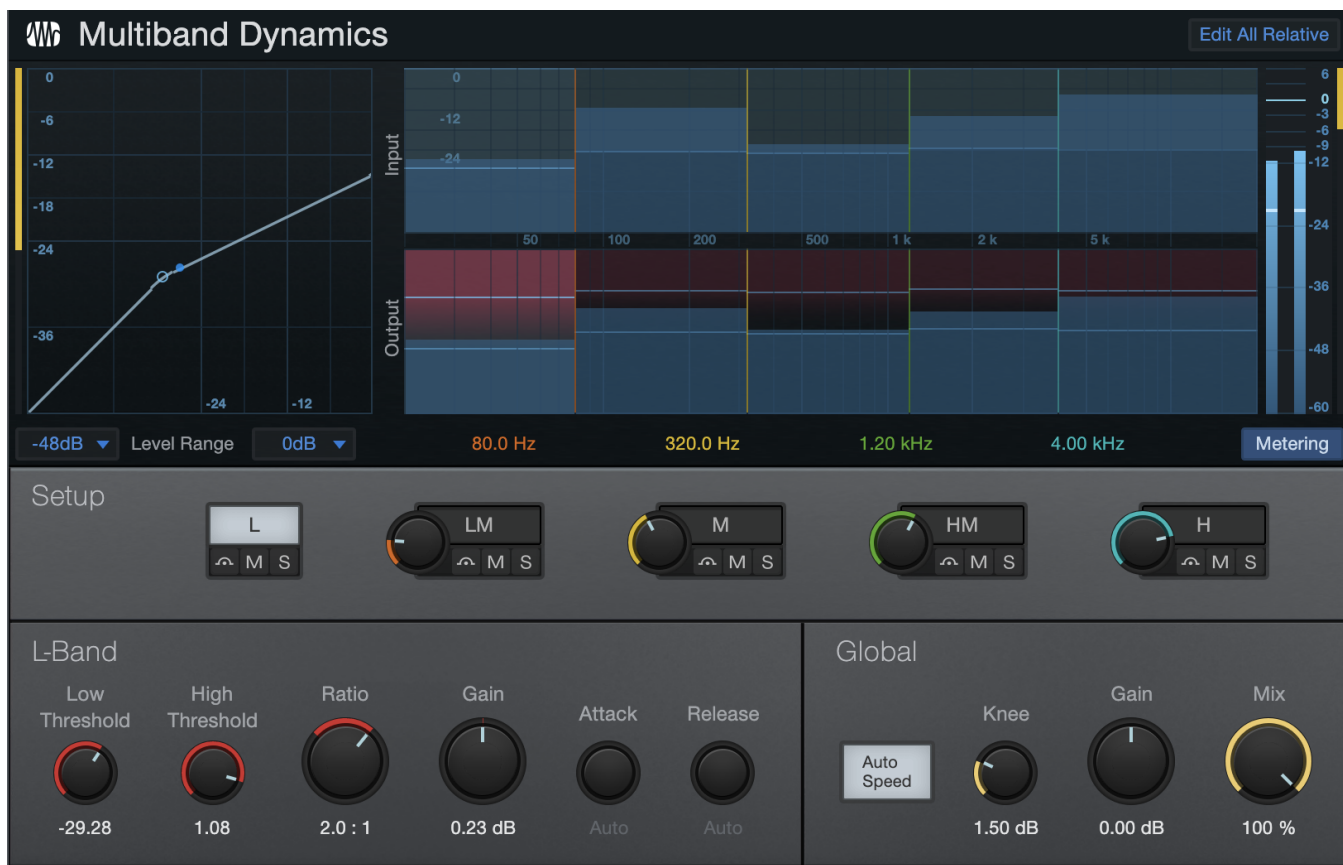 Multiband Dynamics
Edit All Relative
0
-6
-12
-18
-24
-36
-24
-12
Input
0
-12
-24
50
100
200
500
1 k
2 k
5 k
Output
6
0
-3
-6
-9
-12
-24
-36
-48
-60
-48dB
Level Range
0dB
80.0 Hz
320.0 Hz
1.20 kHz
4.00 kHz
Metering
Setup
L
M S
LM
M S
M
M S
HM
M S
H
M S
L-Band
Low
Threshold
High
Threshold
Ratio
Gain
Attack
Release
-29.28
1.08
2.0 : 1
0.23 dB
Auto
Auto
Global
Auto
Speed
Knee
Gain
Mix
1.50 dB
0.00 dB
100 %